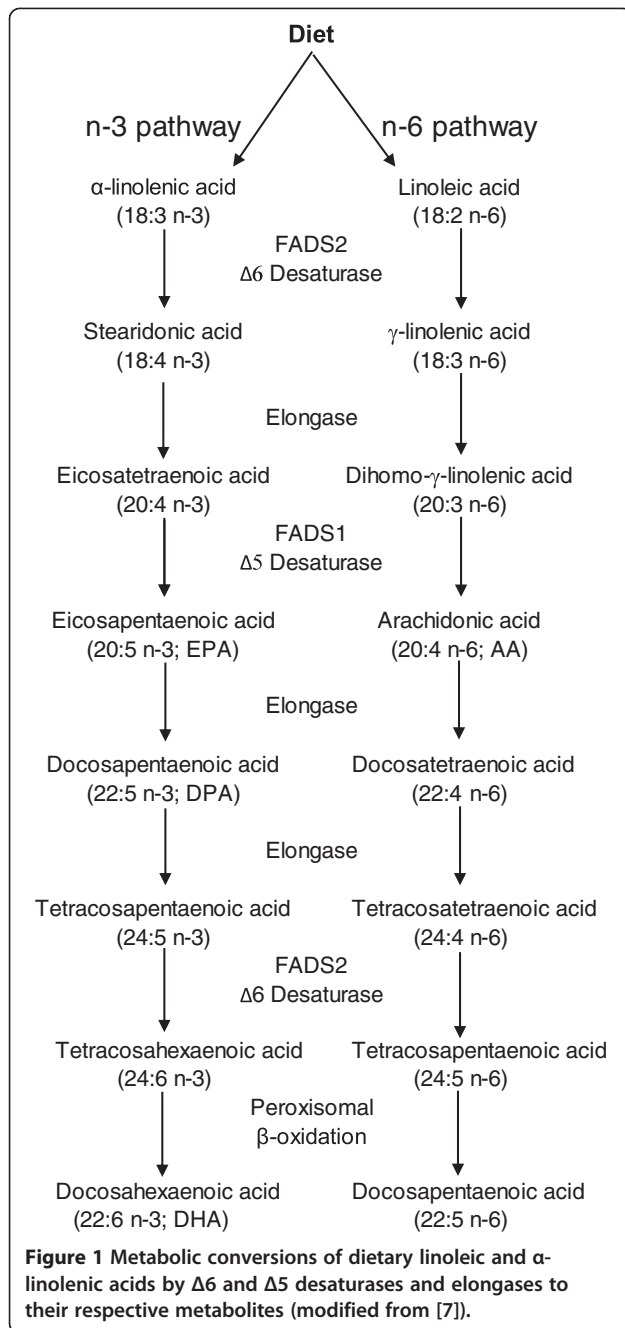 Diet
n-3 pathway n-6 pathway
α-linolenic acid Linoleic acid
(18:3 n-3) (18:2 n-6)
FADS2
Δ6 Desaturase
Stearidonic acid γ-linolenic acid
(18:4 n-3) (18:3 n-6)
Elongase
Eicosatetraenoic acid Dihomo-γ-linolenic acid
(20:4 n-3) (20:3 n-6)
FADS1
Δ5 Desaturase
Eicosapentaenoic acid Arachidonic acid
(20:5 n-3; EPA) (20:4 n-6; AA)
Elongase
Docosapentaenoic acid Docosatetraenoic acid
(22:5 n-3; DPA) (22:4 n-6)
Elongase
Tetracosapentaenoic acid Tetracosatetraenoic acid
(24:5 n-3) (24:4 n-6)
FADS2
Δ6 Desaturase
Tetracosahexaenoic acid Tetracosapentaenoic acid
(24:6 n-3) (24:5 n-6)
Peroxisomal
β-oxidation
Docosahexaenoic acid Docosapentaenoic acid
(22:6 n-3; DHA) (22:5 n-6)
Figure 1 Metabolic conversions of dietary linoleic and α-
linolenic acids by Δ6 and Δ5 desaturases and elongases to
their respective metabolites (modified from [7]).